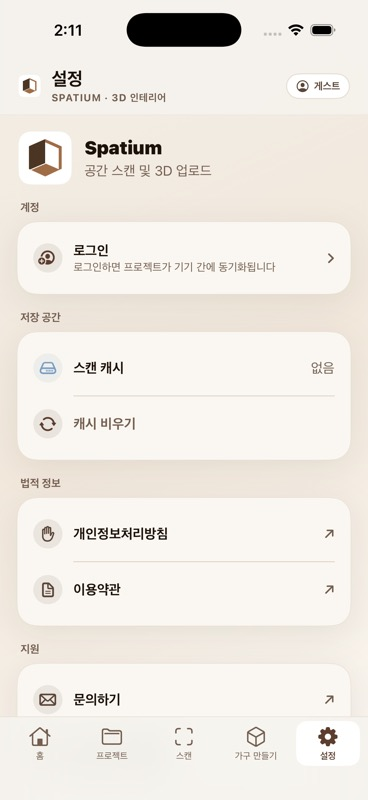 2:11
설정
SPATIUM · 3D 인테리어
게스트
Spatium
공간 스캔 및 3D 업로드
계정
로그인
로그인하면 프로젝트가 기기 간에 동기화됩니다
저장 공간
스캔 캐시
없음
캐시 비우기
법적 정보
개인정보처리방침
이용약관
지원
문의하기
홈
프로젝트
스캔
가구 만들기
설정